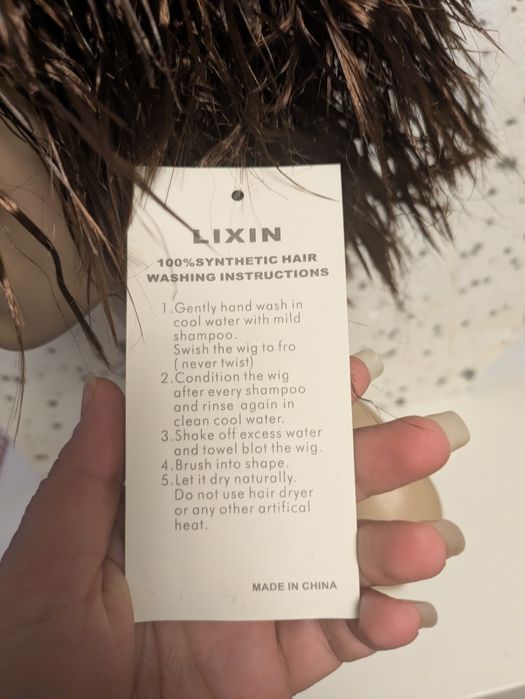 LIXIN
100%SYNTHETIC HAIR
WASHING INSTRUCTIONS
1.Gently hand wash in
cool water with mild
shampoo.
Swish the wig to fro
( never twist)
2.Condition the wig
after every shampoo
and rinse again in
clean cool water.
3.Shake off excess water
and towel blot the wig.
4.Brush into shape.
5.Let it dry naturally.
Do not use hair dryer
or any other artifical
heat.
MADE IN CHINA